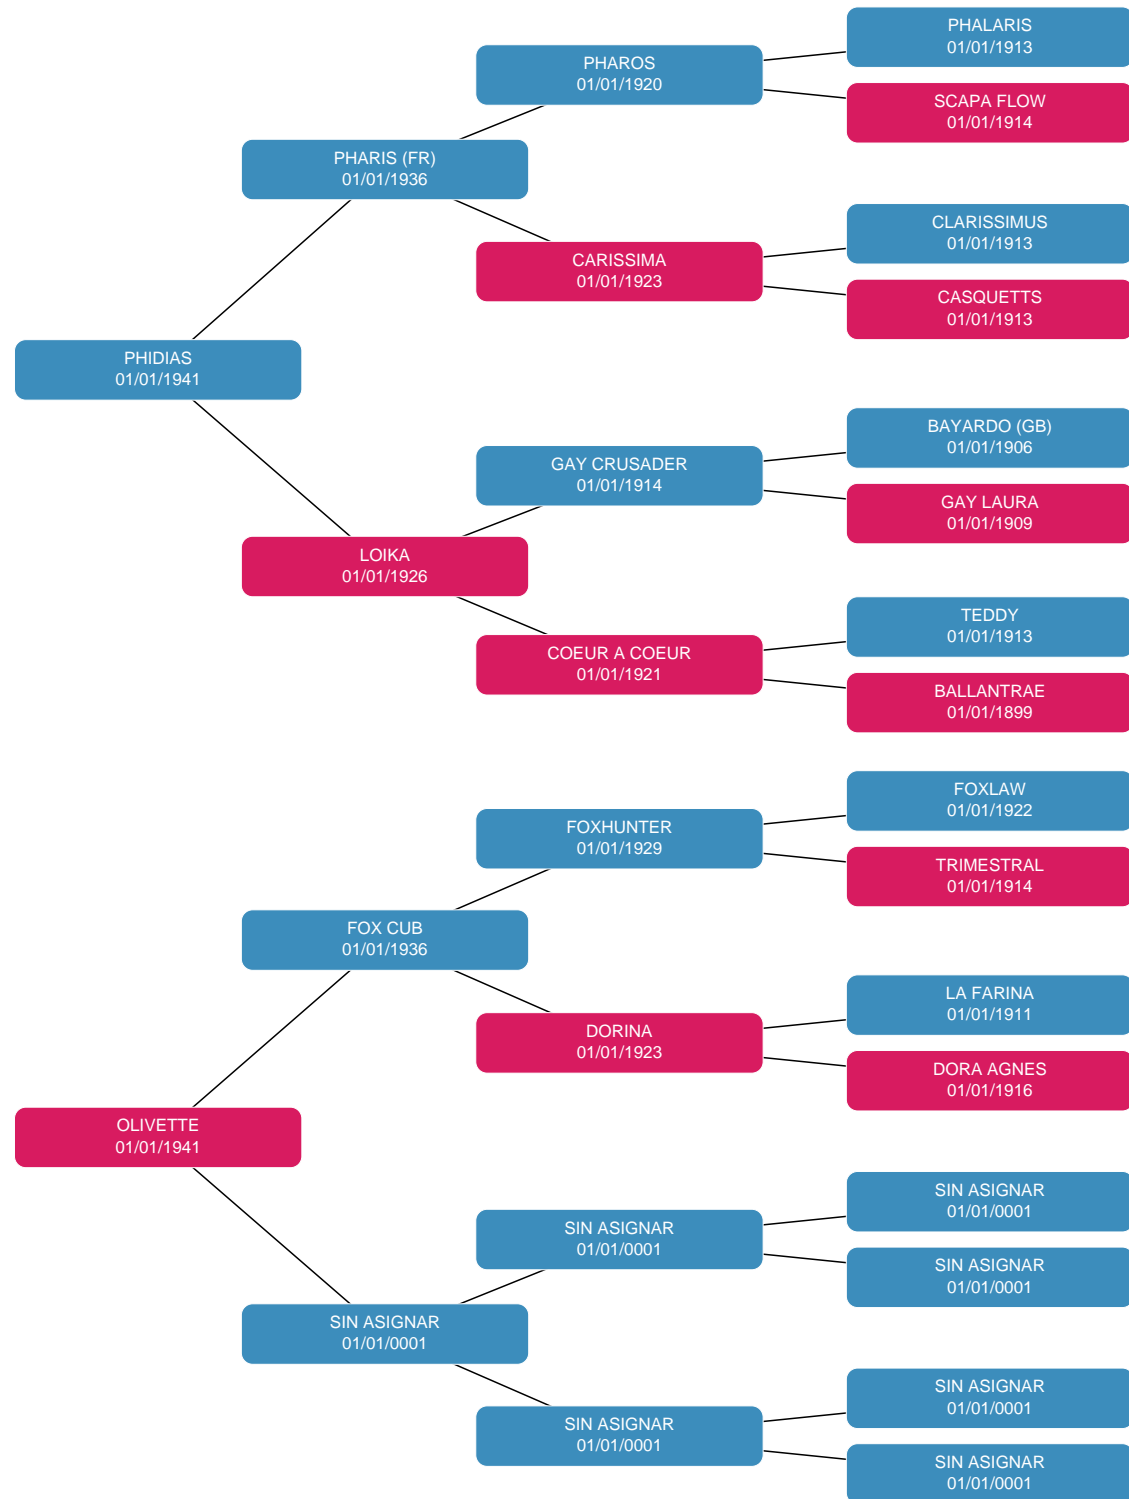 PHALARIS
01/01/1913
PHAROS
01/01/1920
SCAPA FLOW
01/01/1914
PHARIS (FR)
01/01/1936
CLARISSIMUS
01/01/1913
CARISSIMA
01/01/1923
CASQUETTS
01/01/1913
PHIDIAS
01/01/1941
BAYARDO (GB)
01/01/1906
GAY CRUSADER
01/01/1914
GAY LAURA
01/01/1909
LOIKA
01/01/1926
TEDDY
01/01/1913
COEUR A COEUR
01/01/1921
BALLANTRAE
01/01/1899
FOXLAW
01/01/1922
FOXHUNTER
01/01/1929
TRIMESTRAL
01/01/1914
FOX CUB
01/01/1936
LA FARINA
01/01/1911
DORINA
01/01/1923
DORA AGNES
01/01/1916
OLIVETTE
01/01/1941
SIN ASIGNAR
01/01/0001
SIN ASIGNAR
01/01/0001
SIN ASIGNAR
01/01/0001
SIN ASIGNAR
01/01/0001
SIN ASIGNAR
01/01/0001
SIN ASIGNAR
01/01/0001
SIN ASIGNAR
01/01/0001